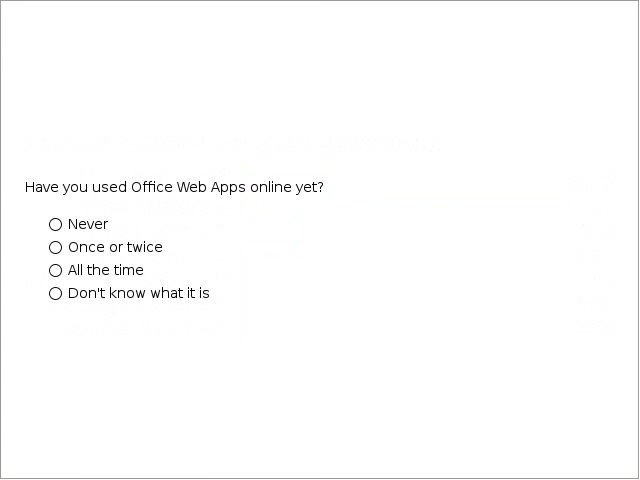 Have you used Office Web Apps online yet?
Never
Once or twice
All the time
Don't know what it is